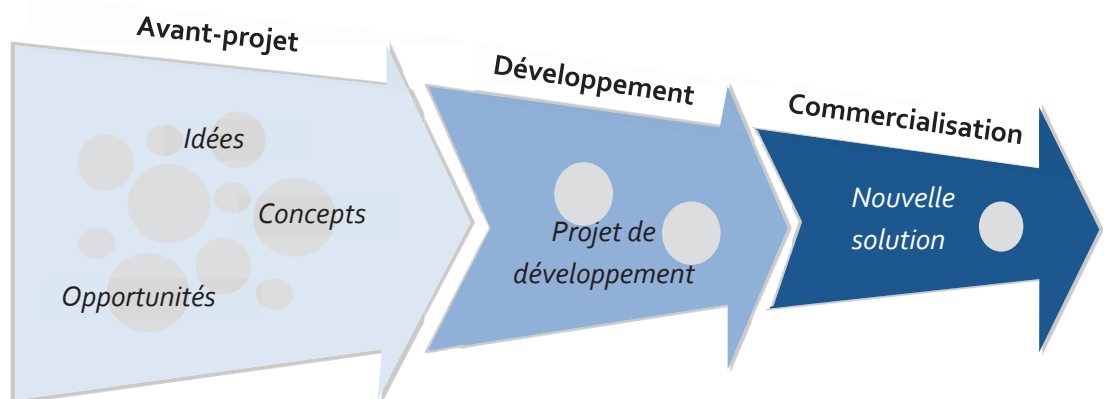 Avant-projet
Développement
Commercialisation
Idées
Concepts
Opportunités
Projet de
développement
Nouvelle
solution